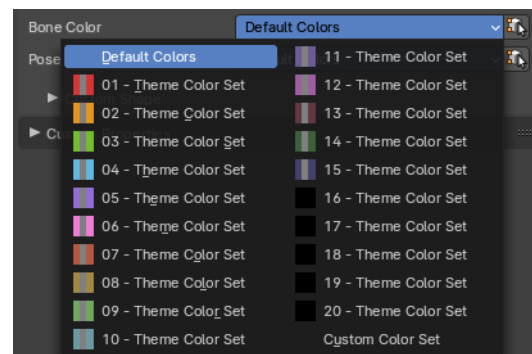 Bone Color
Default Colors
Pose
Default Colors
01 - Theme Color Set
02 - Theme Color Set
03 - Theme Color Set
04 - Theme Color Set
05 - Theme Color Set
06 - Theme Color Set
07 - Theme Color Set
08 - Theme Color Set
09 - Theme Color Set
10 - Theme Color Set
11 - Theme Color Set
12 - Theme Color Set
13 - Theme Color Set
14 - Theme Color Set
15 - Theme Color Set
16 - Theme Color Set
17 - Theme Color Set
18 - Theme Color Set
19 - Theme Color Set
20 - Theme Color Set
Custom Color Set